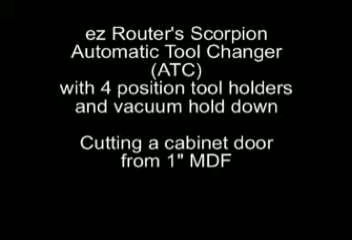 ez Router's Scorpion
Automatic Tool Changer
(ATC)
with 4 position tool holders
and vacuum hold down
Cutting a cabinet door
from 1" MDF